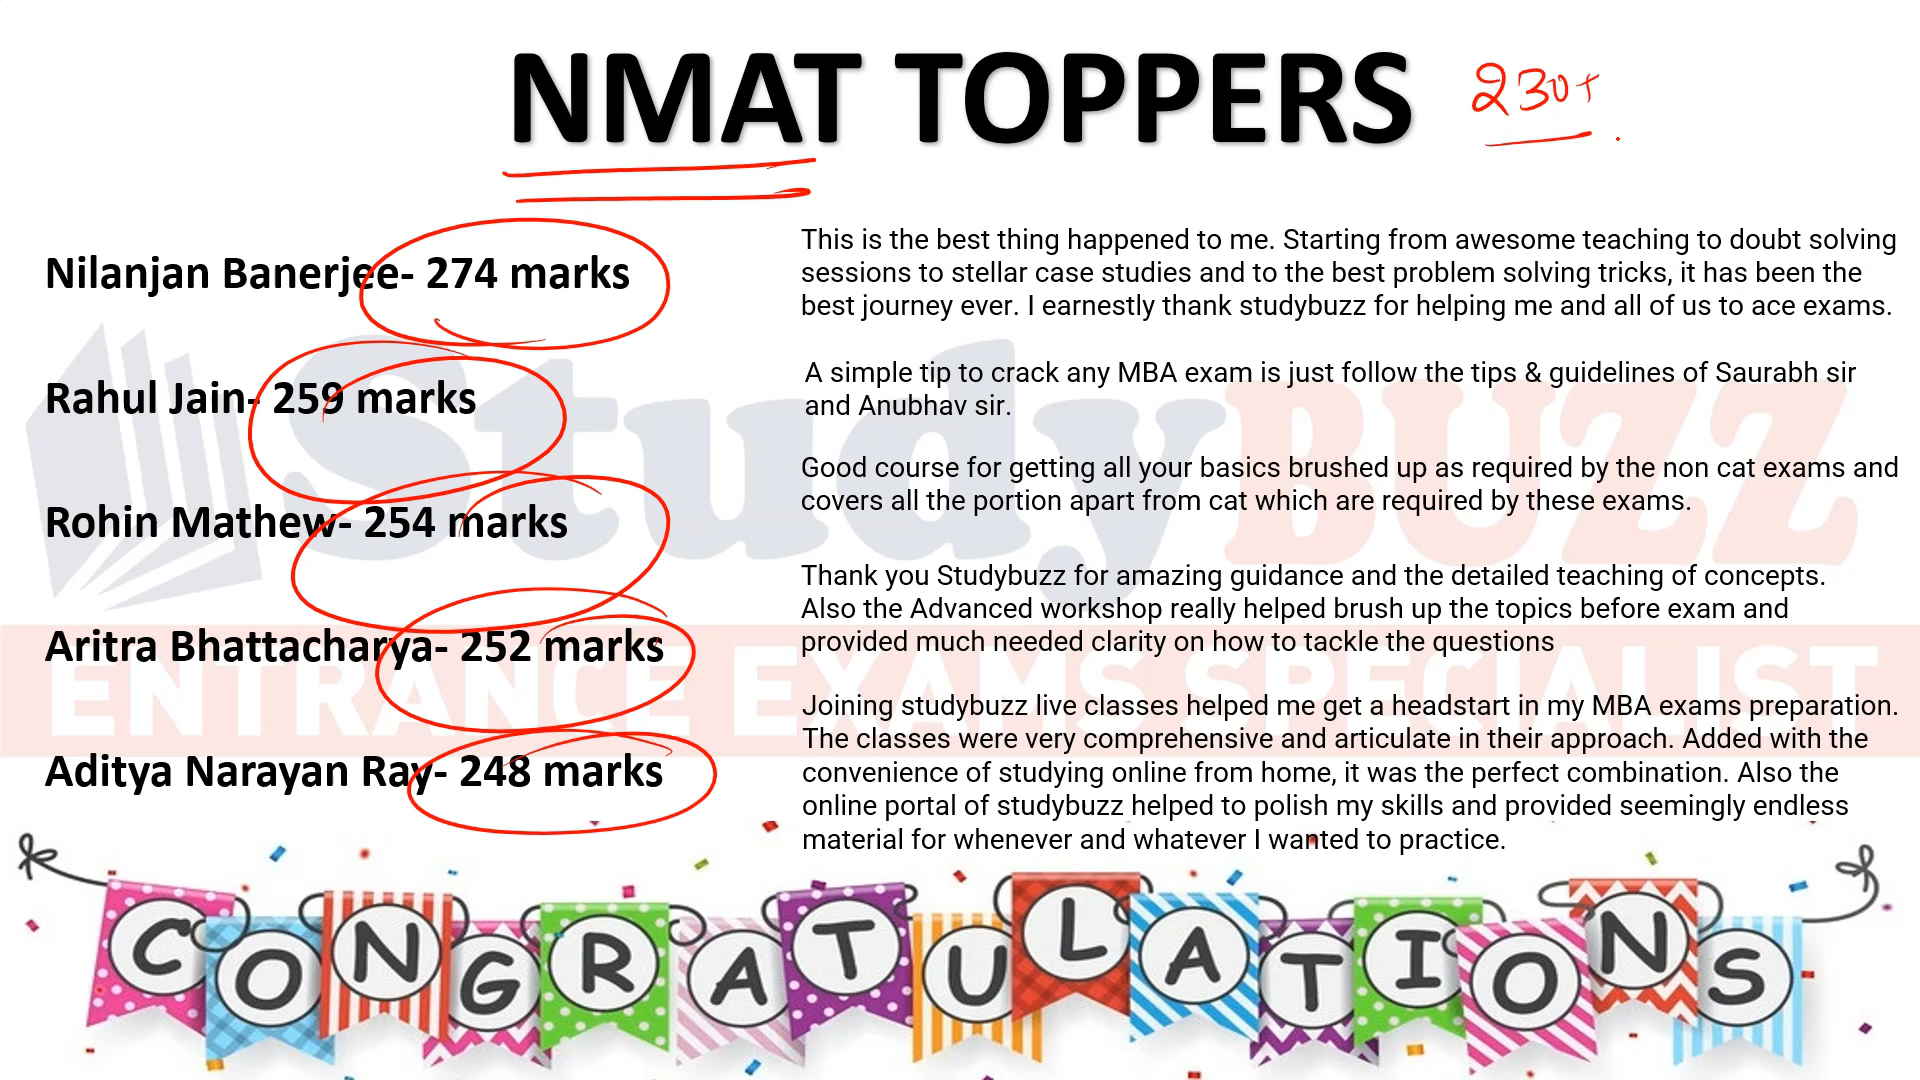 NMAT TOPPERS
230+
Nilanjan Banerjee- 274 marks
This is the best thing happened to me. Starting from awesome teaching to doubt solving
sessions to stellar case studies and to the best problem solving tricks, it has been the
best journey ever. I earnestly thank studybuzz for helping me and all of us to ace exams.
Rahul Jain- 259 marks
A simple tip to crack any MBA exam is just follow the tips & guidelines of Saurabh sir
and Anubhav sir.
Rohin Mathew- 254 marks
Good course for getting all your basics brushed up as required by the non cat exams and
covers all the portion apart from cat which are required by these exams.
Aritra Bhattacharya- 252 marks
Thank you Studybuzz for amazing guidance and the detailed teaching of concepts.
Also the Advanced workshop really helped brush up the topics before exam and
provided much needed clarity on how to tackle the questions
Aditya Narayan Ray- 248 marks
Joining studybuzz live classes helped me get a headstart in my MBA exams preparation.
The classes were very comprehensive and articulate in their approach. Added with the
convenience of studying online from home, it was the perfect combination. Also the
online portal of studybuzz helped to polish my skills and provided seemingly endless
material for whenever and whatever I wanted to practice.
StudyBUZZ
ENTRANCE EXAMS SPECIALIST
CONGRATULATIONS